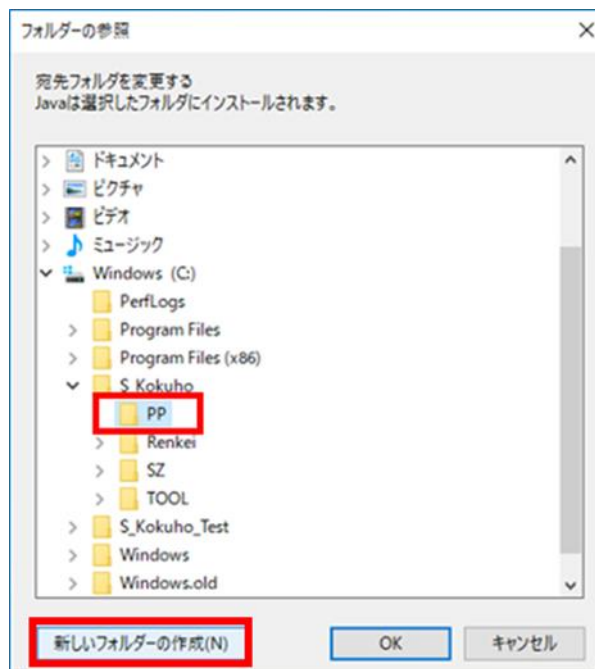 フォルダーの参照
宛先フォルダを変更する
Javaは選択したフォルダにインストールされます。
ドキュメント
ピクチャ
ビデオ
ミュージック
Windows (C:)
PerfLogs
Program Files
Program Files (x86)
S_Kokuho
PP
Renkei
SZ
TOOL
S_Kokuho_Test
Windows
Windows.old
新しいフォルダーの作成(N)
OK
キャンセル